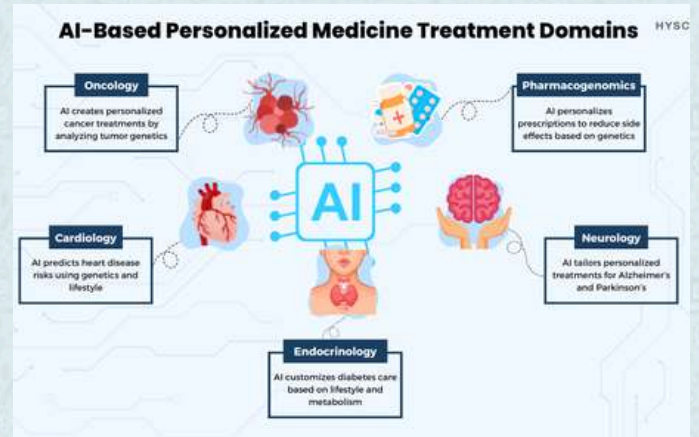 AI-Based Personalized Medicine Treatment Domains
HYSC
Oncology
AI creates personalized
cancer treatments by
analyzing tumor genetics
Pharmacogenomics
AI personalizes
prescriptions to reduce side
effects based on genetics
AI
Cardiology
AI predicts heart disease
risks using genetics and
lifestyle
Neurology
AI tailors personalized
treatments for Alzheimer's
and Parkinson's
Endocrinology
AI customizes diabetes care
based on lifestyle and
metabolism